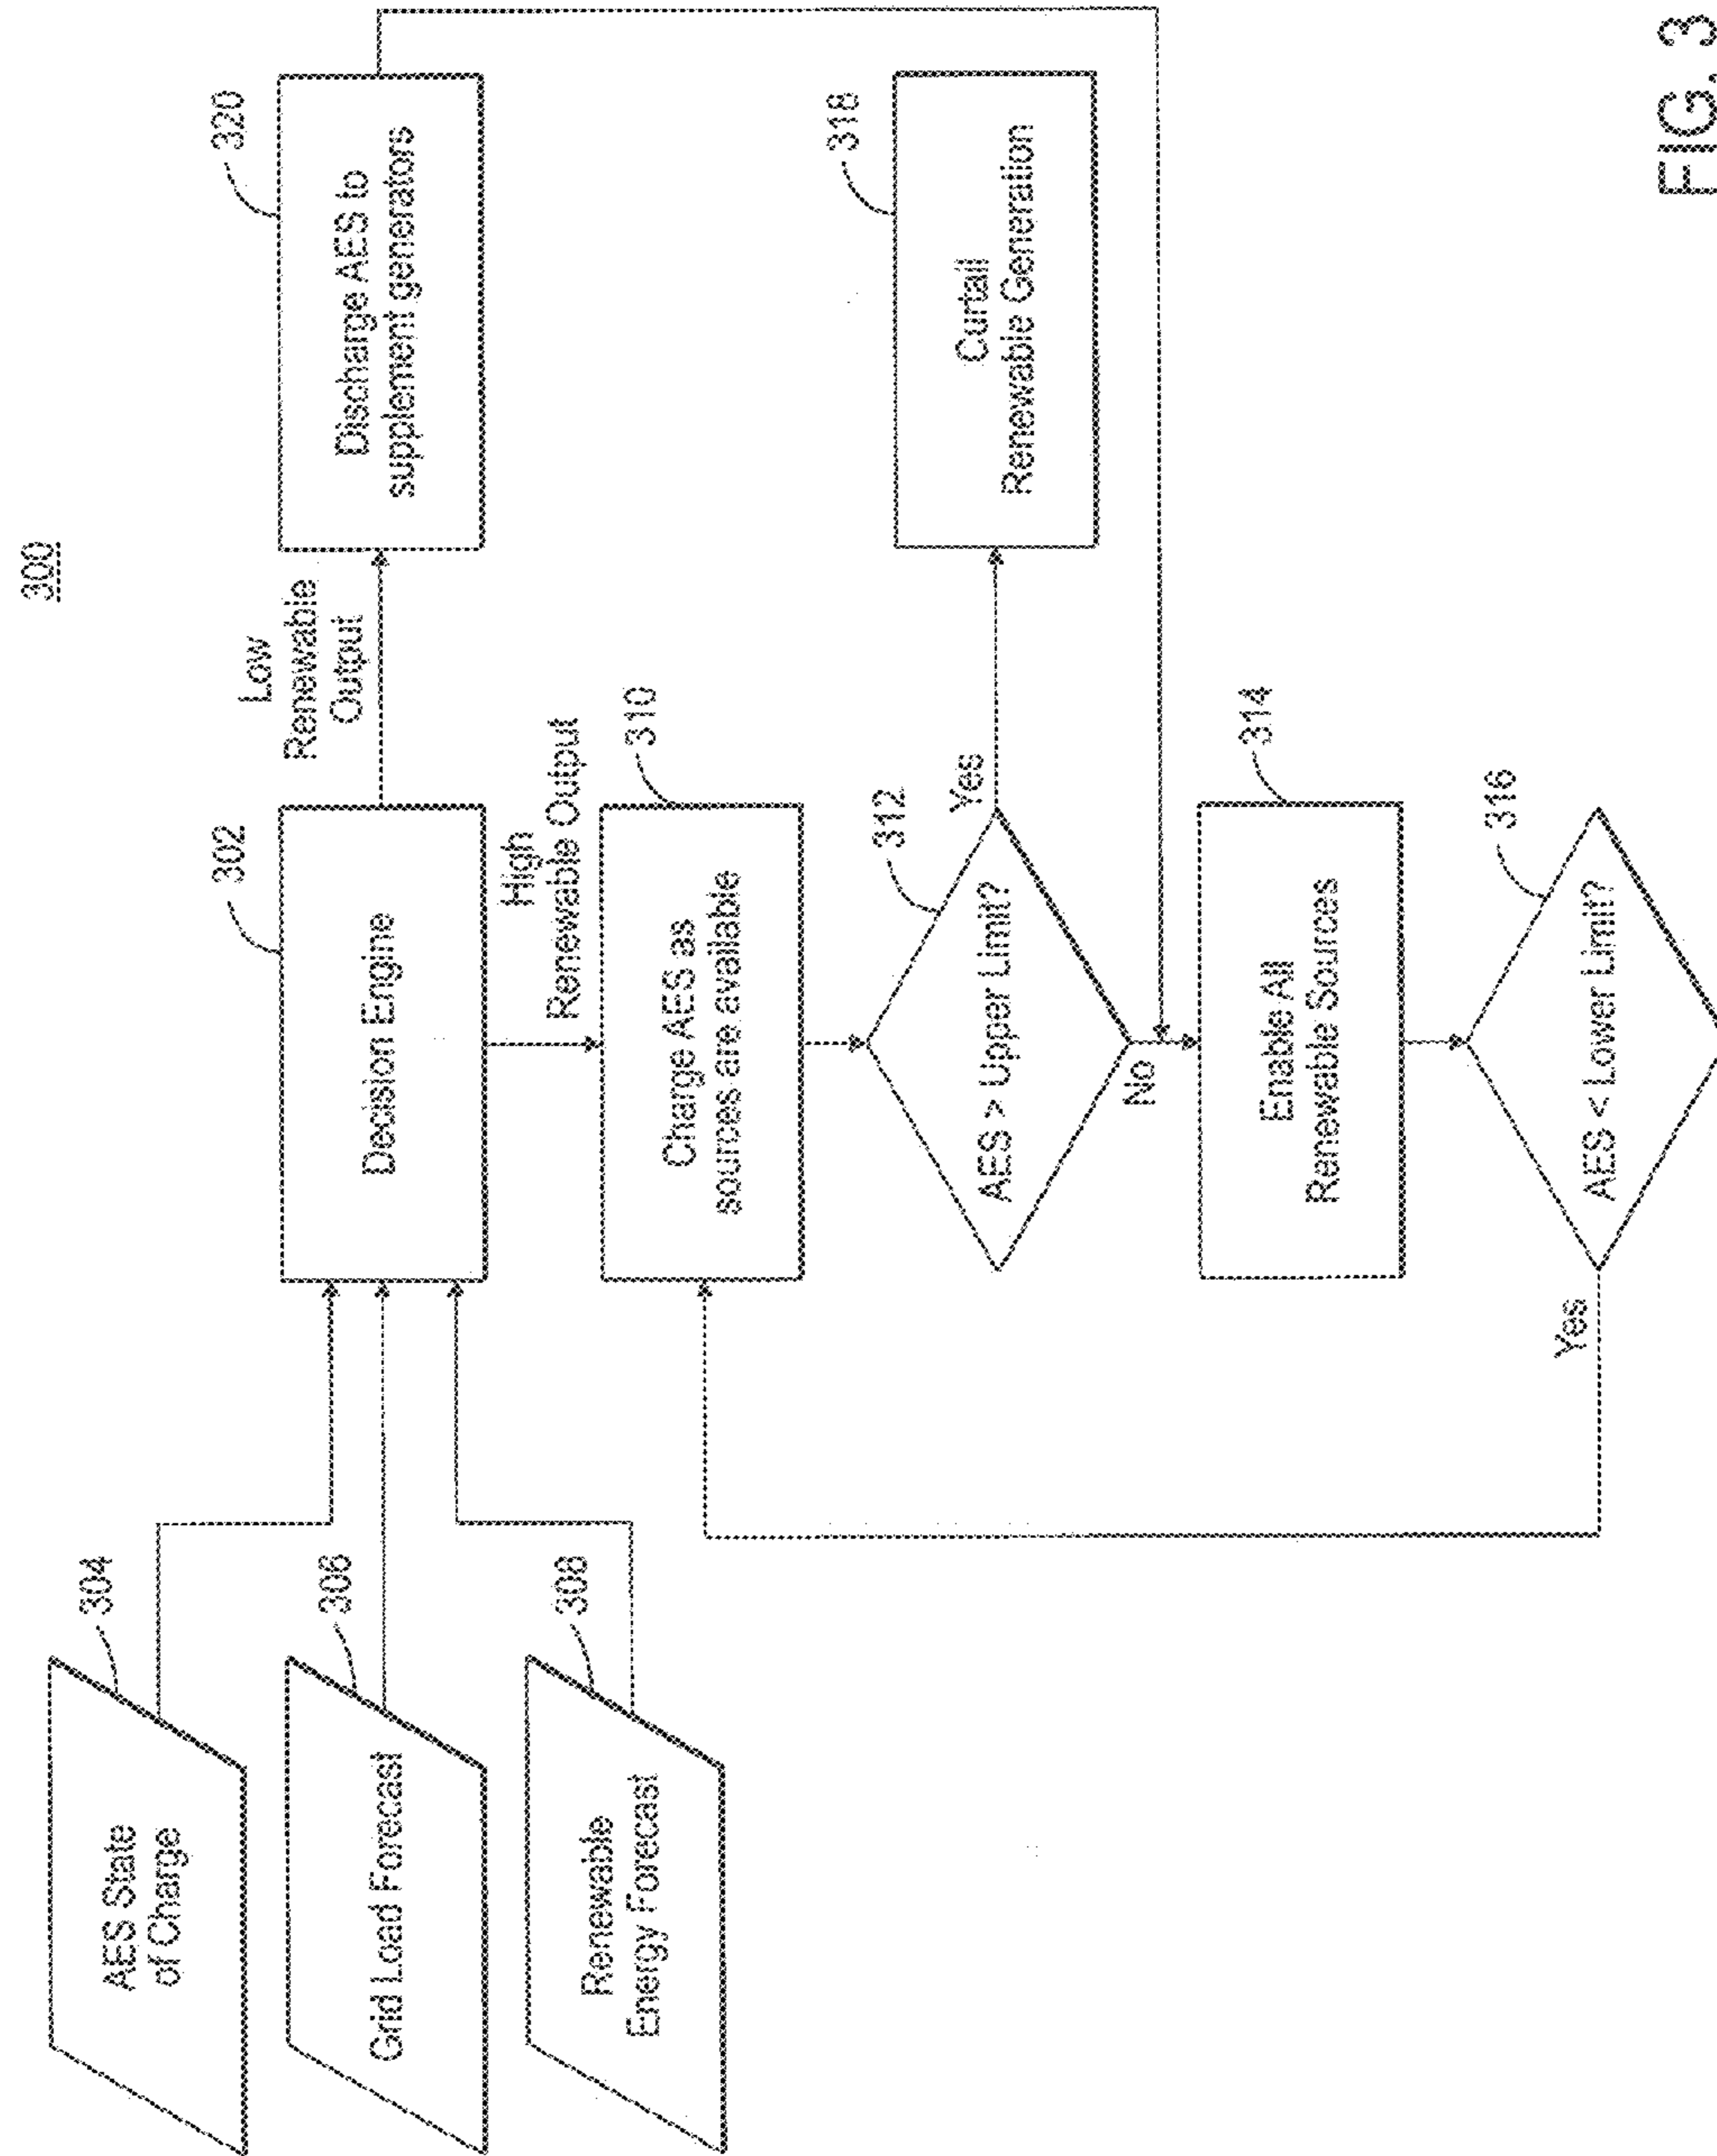 300
AES State
of Charge
304
Grid Load Forecast
306
Renewable
Energy Forecast
308
Decision Engine
302
Low
Renewable
Output
Discharge AES to
supplement generators
320
High
Renewable Output
Charge AES as
sources are available
310
AES > Upper Limit?
312
Yes
Curtail
Renewable Generation
318
No
Enable All
Renewable Sources
314
AES < Lower Limit?
316
Yes
FIG. 3